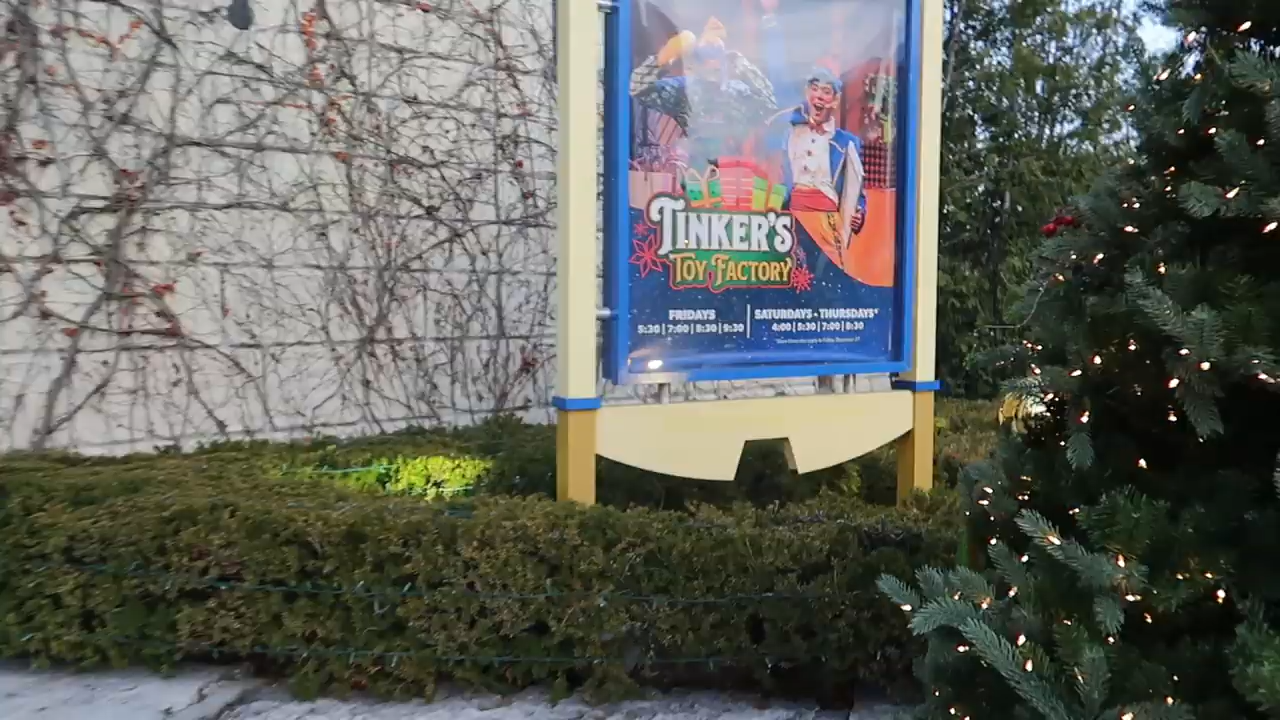 TINKER'S
TOY FACTORY
FRIDAYS
5:30 | 7:00 | 8:30 | 9:30
SATURDAYS - THURSDAYS*
4:00 | 5:30 | 7:00 | 8:30